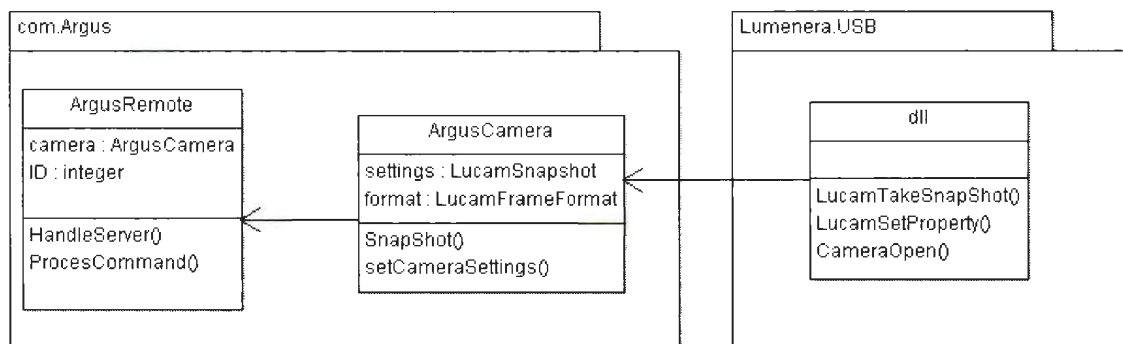 com.Argus
ArgusRemote
camera : ArgusCamera
ID : integer
HandleServer()
ProcesCommand()
ArgusCamera
settings : LucamSnapshot
format : LucamFrameFormat
SnapShot()
setCameraSettings()
Lumenera.USB
dll
LucamTakeSnapShot()
LucamSetProperty()
CameraOpen()